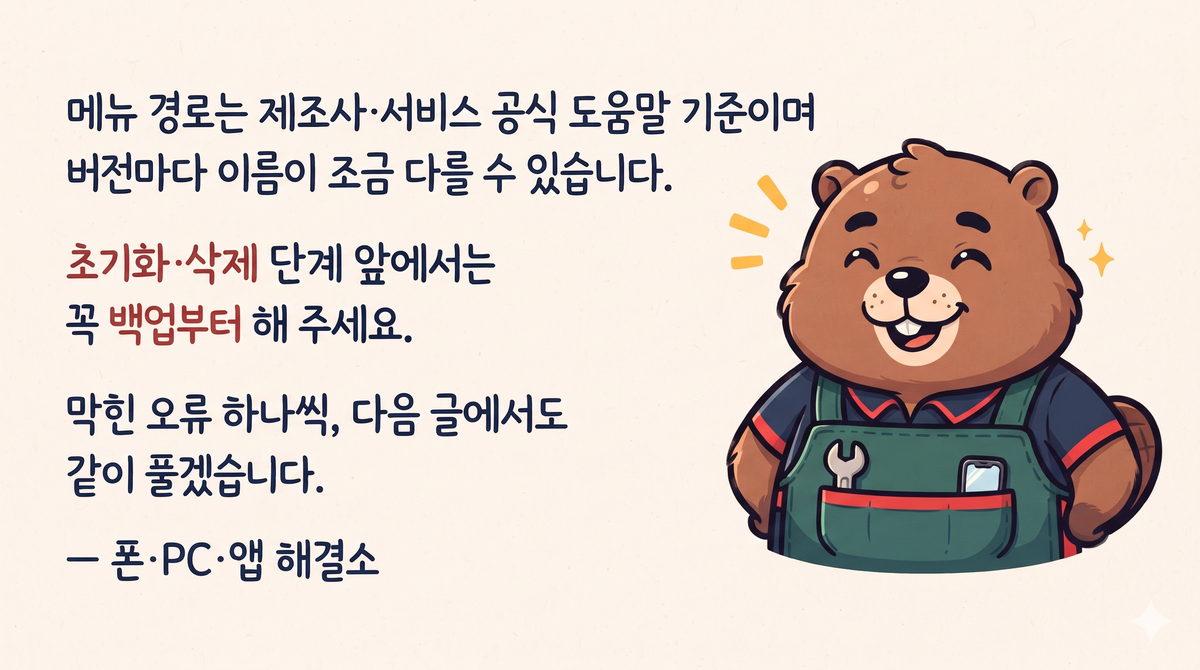 메뉴 경로는 제조사·서비스 공식 도움말 기준이며
버전마다 이름이 조금 다를 수 있습니다.
초기화·삭제 단계 앞에서는
꼭 백업부터 해 주세요.
막힌 오류 하나씩, 다음 글에서도
같이 풀겠습니다.
— 폰·PC·앱 해결소